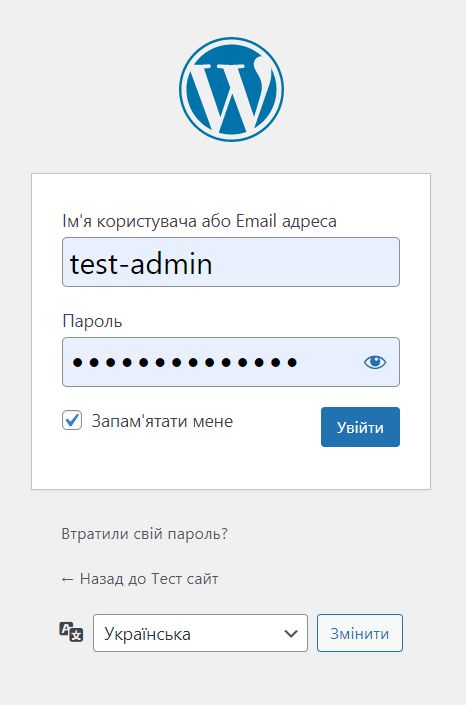 Ім'я користувача або Email адреса
test-admin
Пароль
••••••••••••••
Запам'ятати мене
Увійти
Втратили свій пароль?
← Назад до Тест сайт
Українська
Змінити